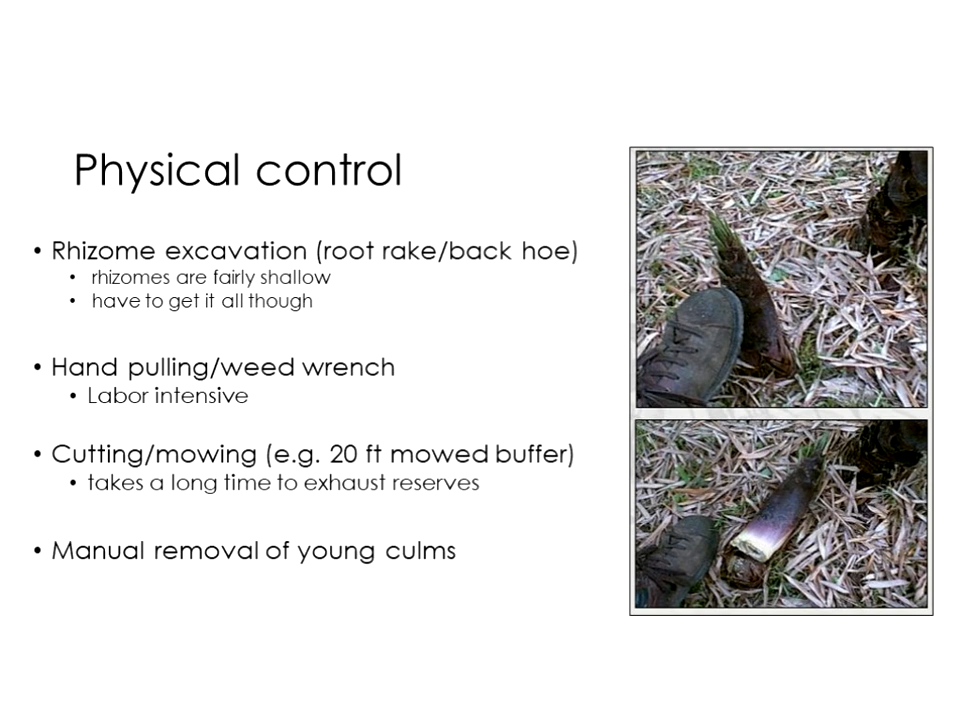 Physical control
• Rhizome excavation (root rake/back hoe)
• rhizomes are fairly shallow
• have to get it all though
• Hand pulling/weed wrench
• Labor intensive
• Cutting/mowing (e.g. 20 ft mowed buffer)
• takes a long time to exhaust reserves
• Manual removal of young culms